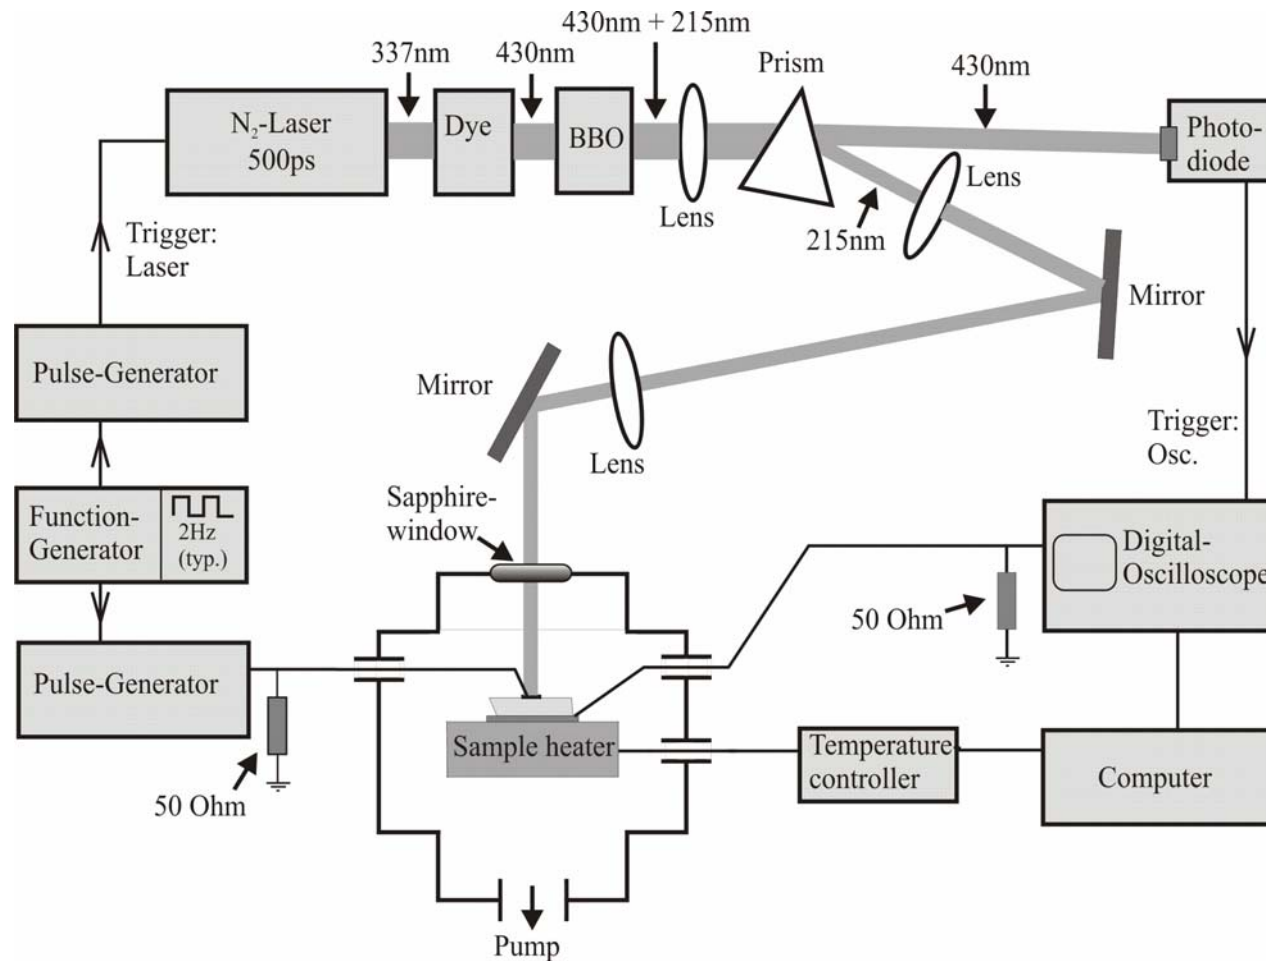 430nm + 215nm
337nm
430nm
Prism
430nm
N2-Laser
500ps
Dye
BBO
Photo-
diode
Lens
Lens
215nm
Trigger:
Laser
Mirror
Pulse-Generator
Mirror
Lens
Trigger:
Osc.
Function-
Generator
2Hz
(typ.)
Sapphire-
window
Digital-
Oscilloscope
50 Ohm
Pulse-Generator
Sample heater
Temperature-
controller
Computer
50 Ohm
Pump